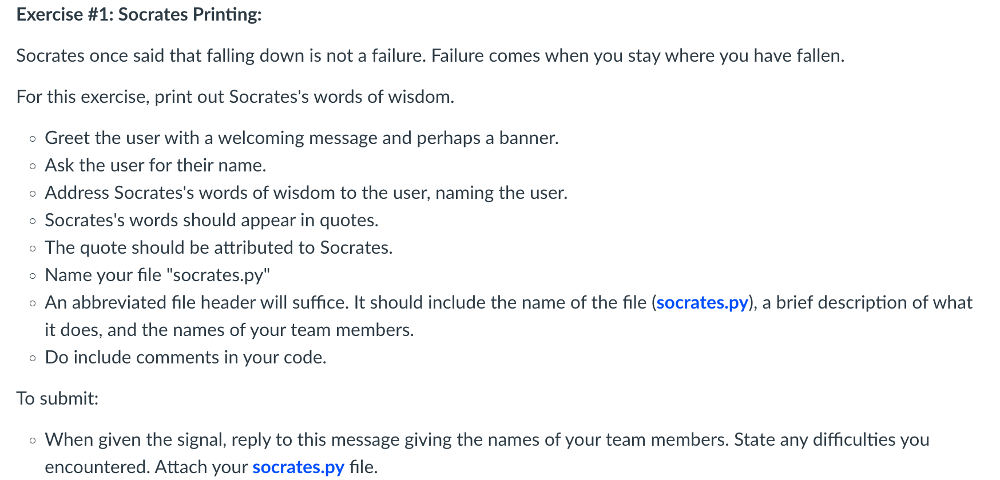 Exercise #1: Socrates Printing:
Socrates once said that falling down is not a failure. Failure comes when you stay where you have fallen.
For this exercise, print out Socrates's words of wisdom.
◦ Greet the user with a welcoming message and perhaps a banner.
◦ Ask the user for their name.
◦ Address Socrates's words of wisdom to the user, naming the user.
◦ Socrates's words should appear in quotes.
◦ The quote should be attributed to Socrates.
◦ Name your file "socrates.py"
◦ An abbreviated file header will suffice. It should include the name of the file (socrates.py), a brief description of what
it does, and the names of your team members.
◦ Do include comments in your code.
To submit:
◦ When given the signal, reply to this message giving the names of your team members. State any difficulties you
encountered. Attach your socrates.py file.